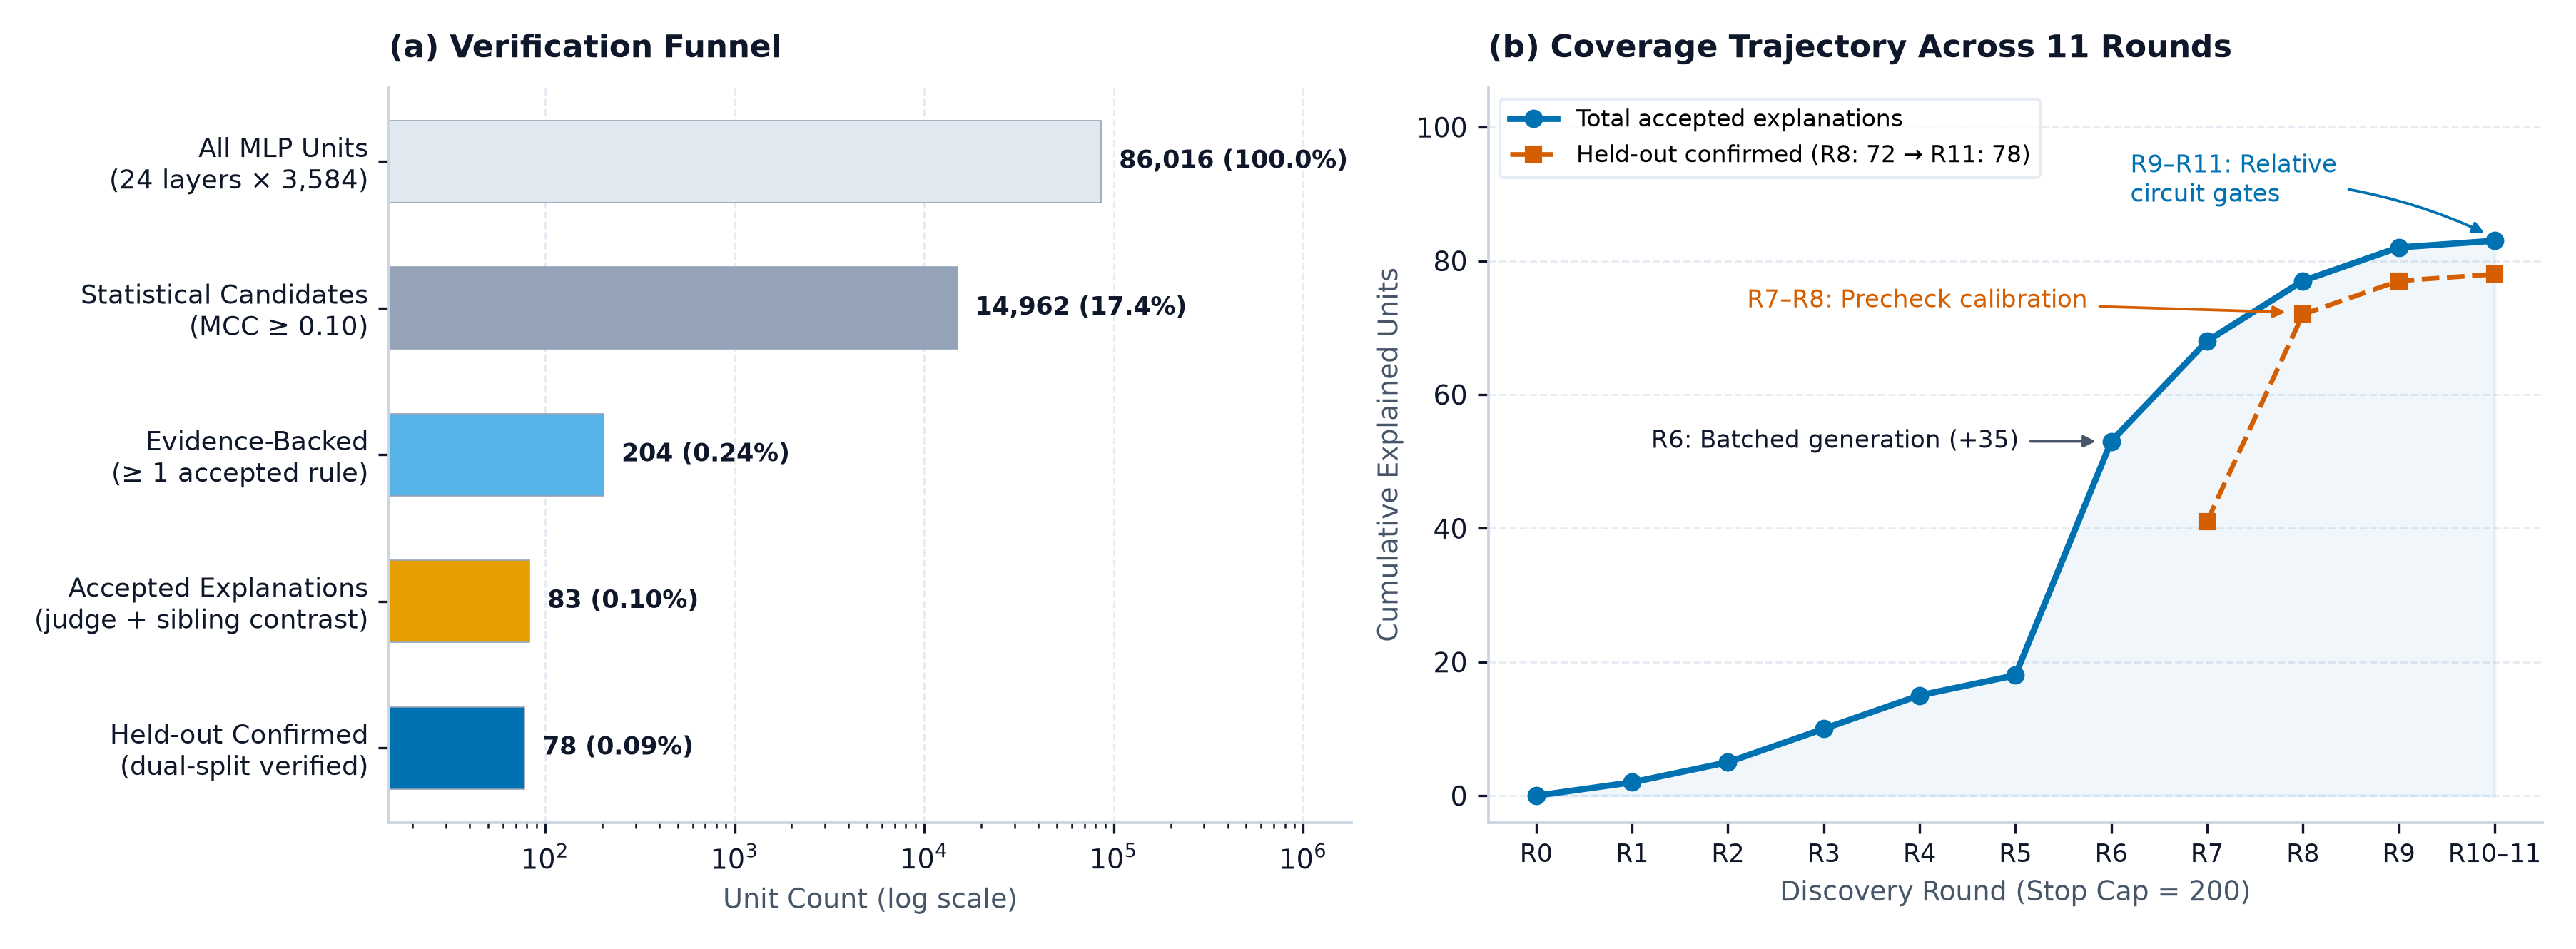 (a) Verification Funnel
All MLP Units
(24 layers × 3,584)
86,016 (100.0%)
Statistical Candidates
(MCC ≥ 0.10)
14,962 (17.4%)
Evidence-Backed
(≥ 1 accepted rule)
204 (0.24%)
Accepted Explanations
(judge + sibling contrast)
83 (0.10%)
Held-out Confirmed
(dual-split verified)
78 (0.09%)
10²
10³
10⁴
10⁵
10⁶
Unit Count (log scale)
(b) Coverage Trajectory Across 11 Rounds
Total accepted explanations
Held-out confirmed (R8: 72 → R11: 78)
R9–R11: Relative
circuit gates
R7–R8: Precheck calibration
R6: Batched generation (+35)
Cumulative Explained Units
100
80
60
40
20
0
R0
R1
R2
R3
R4
R5
R6
R7
R8
R9
R10–11
Discovery Round (Stop Cap = 200)